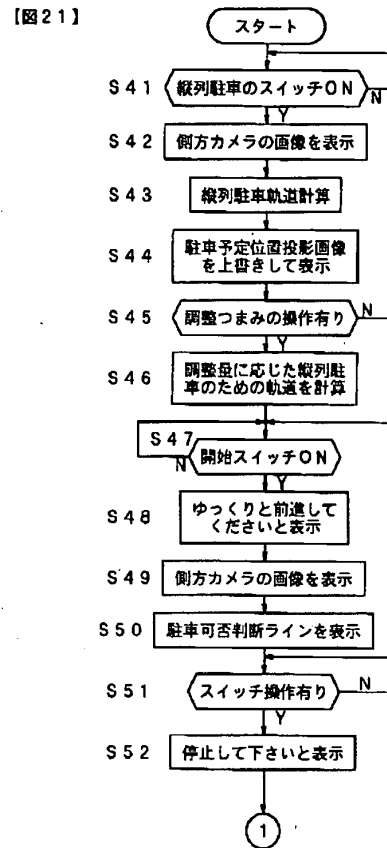 【図21】
スタート
S41 縦列駐車のスイッチON N
Y
S42 側方カメラの画像を表示
S43 縦列駐車軌道計算
S44 駐車予定位置投影画像
を上書きして表示
S45 調整つまみの操作有り N
Y
S46 調整量に応じた縦列駐
車のための軌道を計算
S47
N 開始スイッチON
Y
S48 ゆっくりと前進して
くださいと表示
S49 側方カメラの画像を表示
S50 駐車可否判断ラインを表示
S51 スイッチ操作有り N
Y
S52 停止して下さいと表示
1